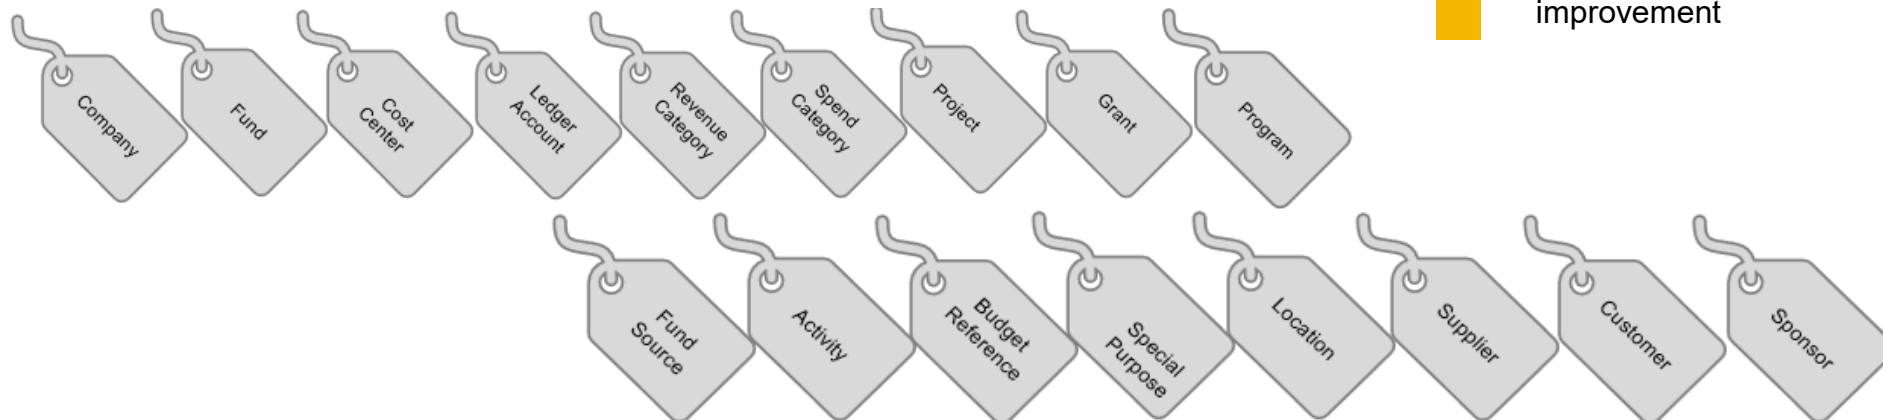 improvement
Company
Fund
Cost
Center
Ledger
Account
Revenue
Category
Spend
Category
Project
Grant
Program
Fund
Source
Activity
Budget
Reference
Special
Purpose
Location
Supplier
Customer
Sponsor